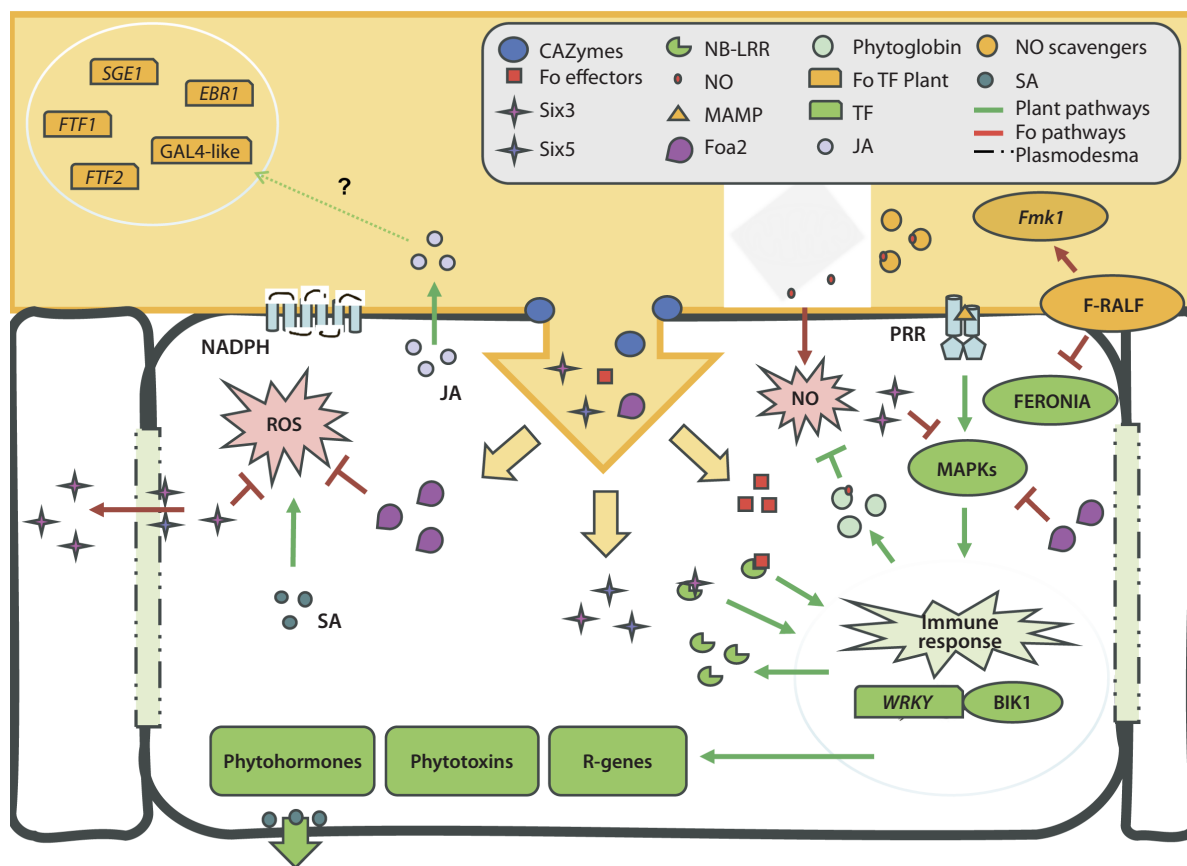 SGE1
EBR1
FTF1
GAL4-like
FTF2
?
CAZymes
Fo effectors
Six3
Six5
NB-LRR
NO
MAMP
Foa2
Phytoglobin
Fo TF Plant
TF
JA
NO scavengers
SA
Plant pathways
Fo pathways
Plasmodesma
Fmk1
F-RALF
NADPH
JA
PRR
FERONIA
ROS
NO
MAPKs
SA
Immune
response
WRKY
BIK1
Phytohormones
Phytotoxins
R-genes